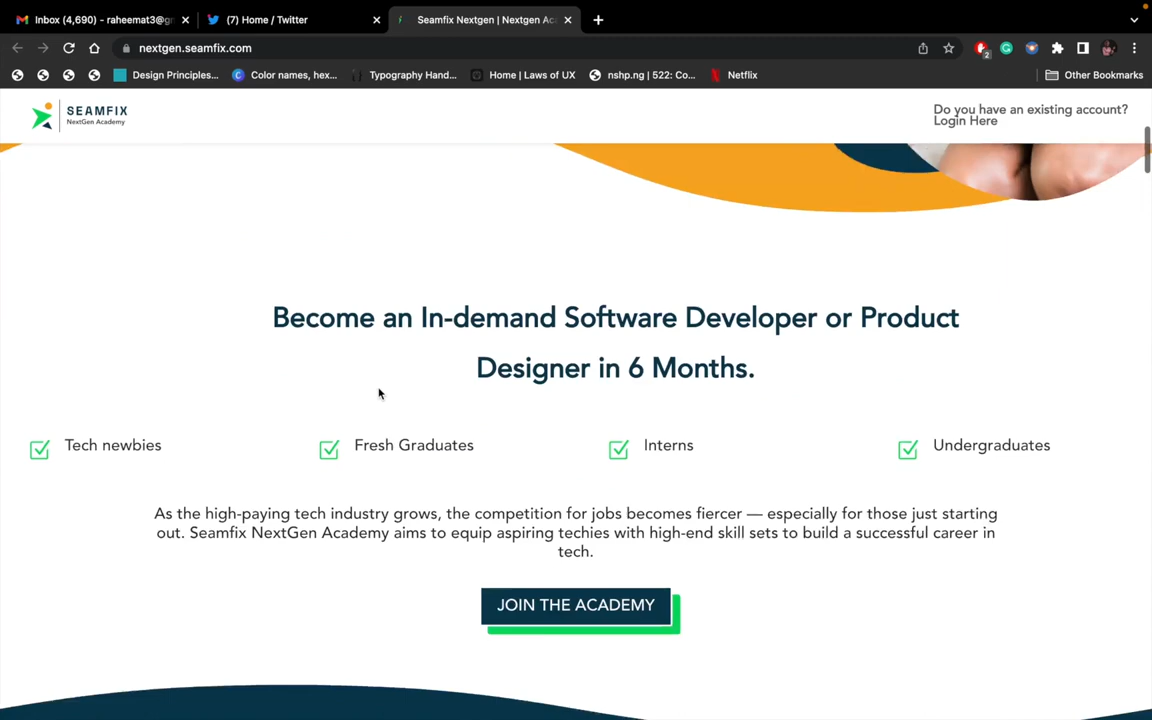 Inbox (4,690) - raheemat3@g
(7) Home / Twitter
Seamfix Nextgen | Nextgen Ac
nextgen.seamfix.com
2
Design Principles...
Color names, hex...
Typography Hand...
Home | Laws of UX
nshp.ng | 522: Co...
Netflix
Other Bookmarks
SEAMFIX
NextGen Academy
Do you have an existing account?
Login Here
Become an In-demand Software Developer or Product
Designer in 6 Months.
Tech newbies
Fresh Graduates
Interns
Undergraduates
As the high-paying tech industry grows, the competition for jobs becomes fiercer — especially for those just starting
out. Seamfix NextGen Academy aims to equip aspiring techies with high-end skill sets to build a successful career in
tech.
JOIN THE ACADEMY